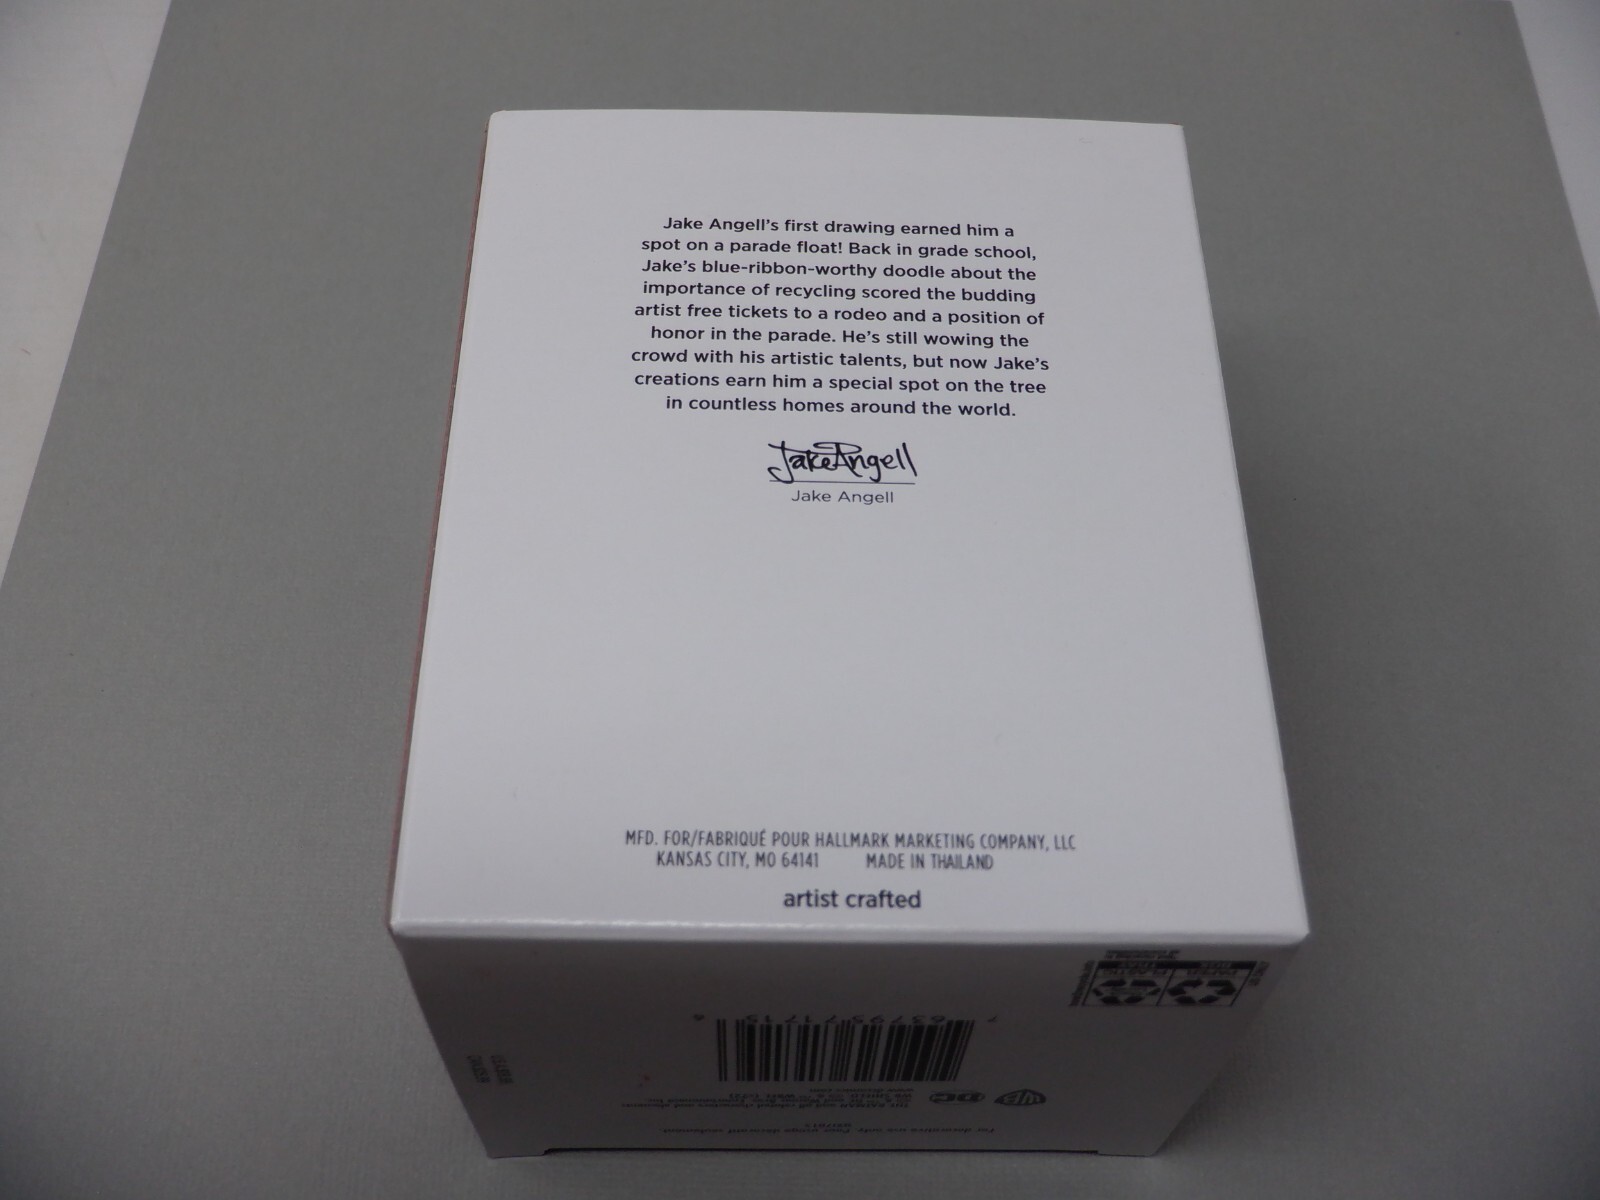 Jake Angell's first drawing earned him a
spot on a parade float! Back in grade school,
Jake's blue-ribbon-worthy doodle about the
importance of recycling scored the budding
artist free tickets to a rodeo and a position of
honor in the parade. He's still wowing the
crowd with his artistic talents, but now Jake's
creations earn him a special spot on the tree
in countless homes around the world.
Jake Angell
Jake Angell
MFD. FOR/FABRIQUÉ POUR HALLMARK MARKETING COMPANY, LLC
KANSAS CITY, MO 64141 MADE IN THAILAND
artist crafted
WB DC